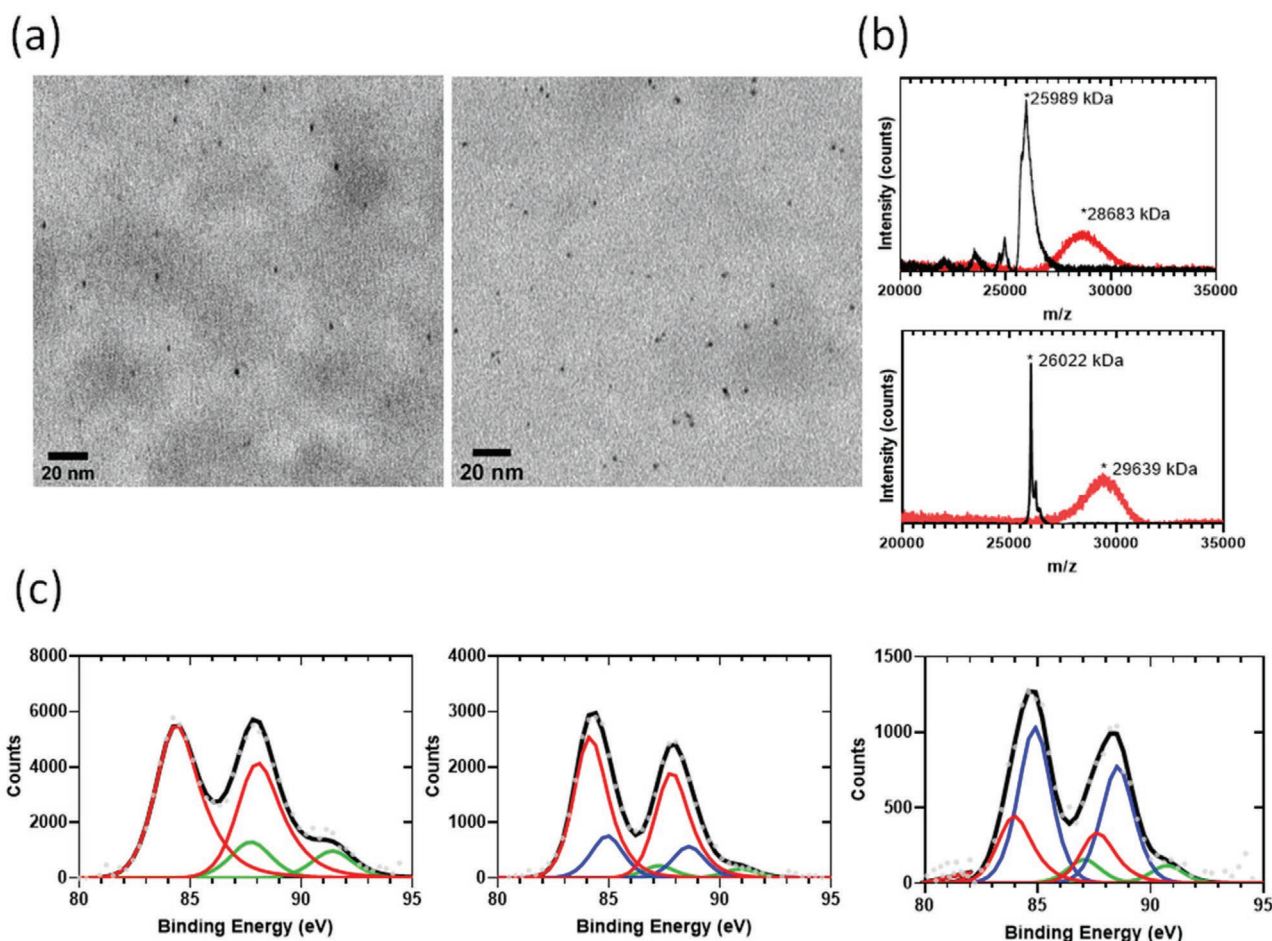 (a)
20 nm
20 nm
(b)
*25989 kDa
*28683 kDa
Intensity (counts)
20000 25000 30000 35000
m/z
* 26022 kDa
* 29639 kDa
Intensity (counts)
20000 25000 30000 35000
m/z
(c)
8000
6000
4000
2000
0
Counts
80 85 90 95
Binding Energy (eV)
4000
3000
2000
1000
0
Counts
80 85 90 95
Binding Energy (eV)
1500
1000
500
0
Counts
80 85 90 95
Binding Energy (eV)